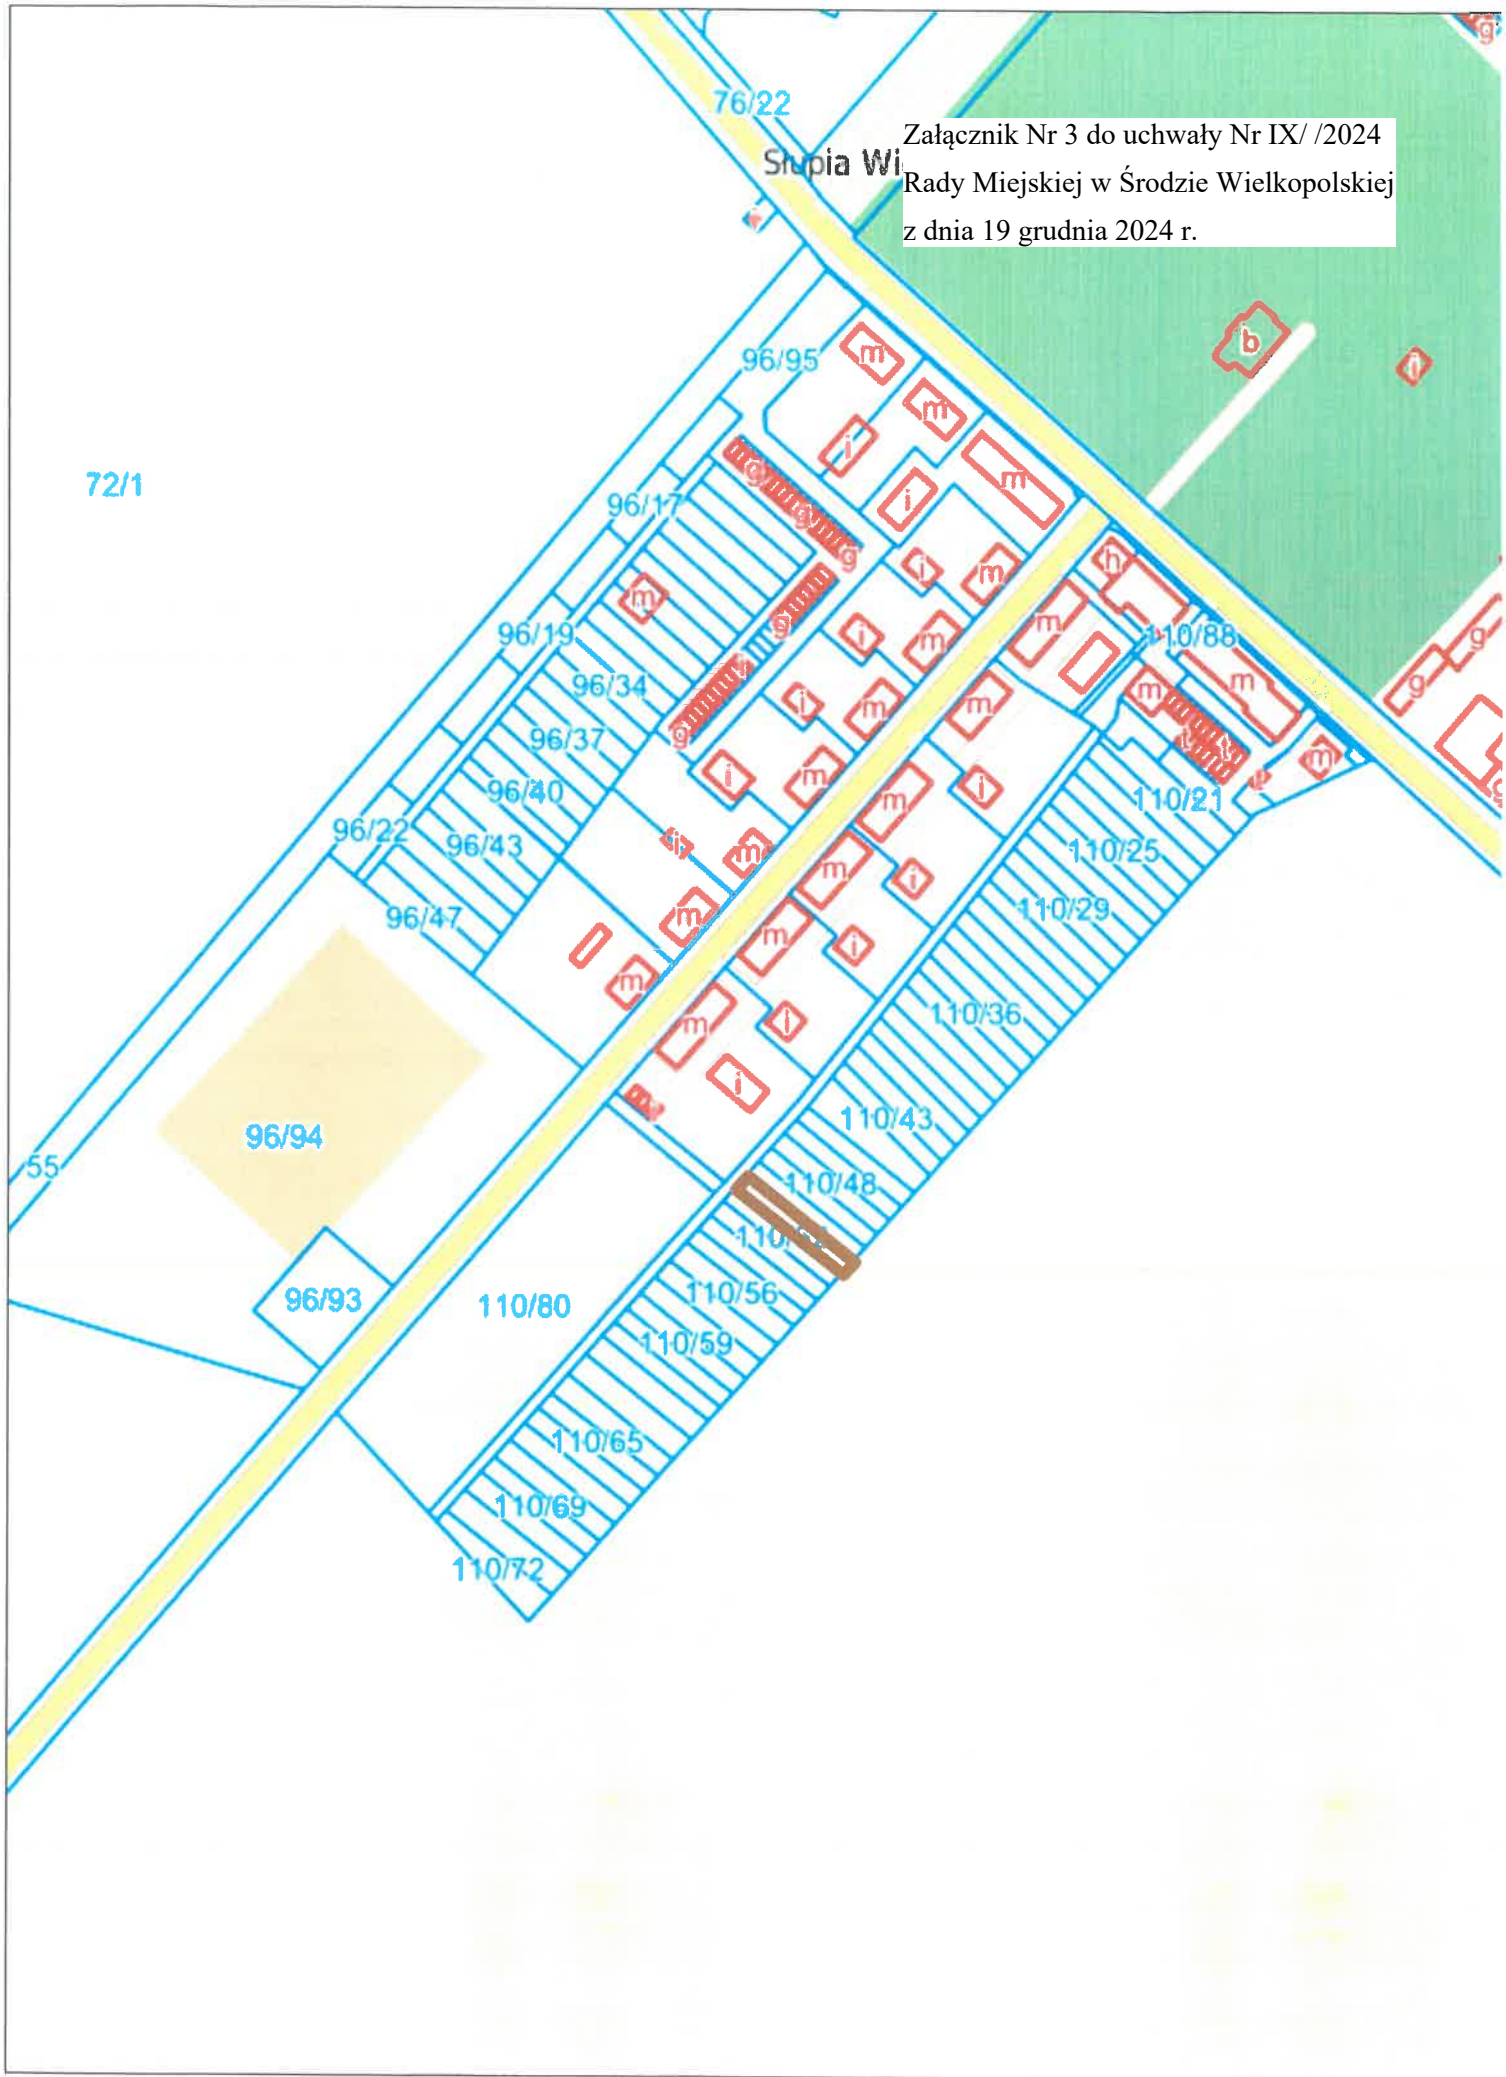 76/22
Załącznik Nr 3 do uchwały Nr IX/ /2024
Słupia Wi
Rady Miejskiej w Środzie Wielkopolskiej
z dnia 19 grudnia 2024 r.
g
b
i
96/95
m
m
i
m
72/1
g
96/17
i
g
g
i
m
h
m
g
96/19
i
m
m
110/88
g
96/34
m
m
g
i
m
m
g
96/37
i
m
m
96/40
i
110/21
96/22
96/43
i
m
m
110/25
m
i
96/47
m
110/29
m
i
m
110/36
m
i
i
96/94
110/43
55
110/48
96/93
110/80
110/56
110/59
110/65
110/69
110/72